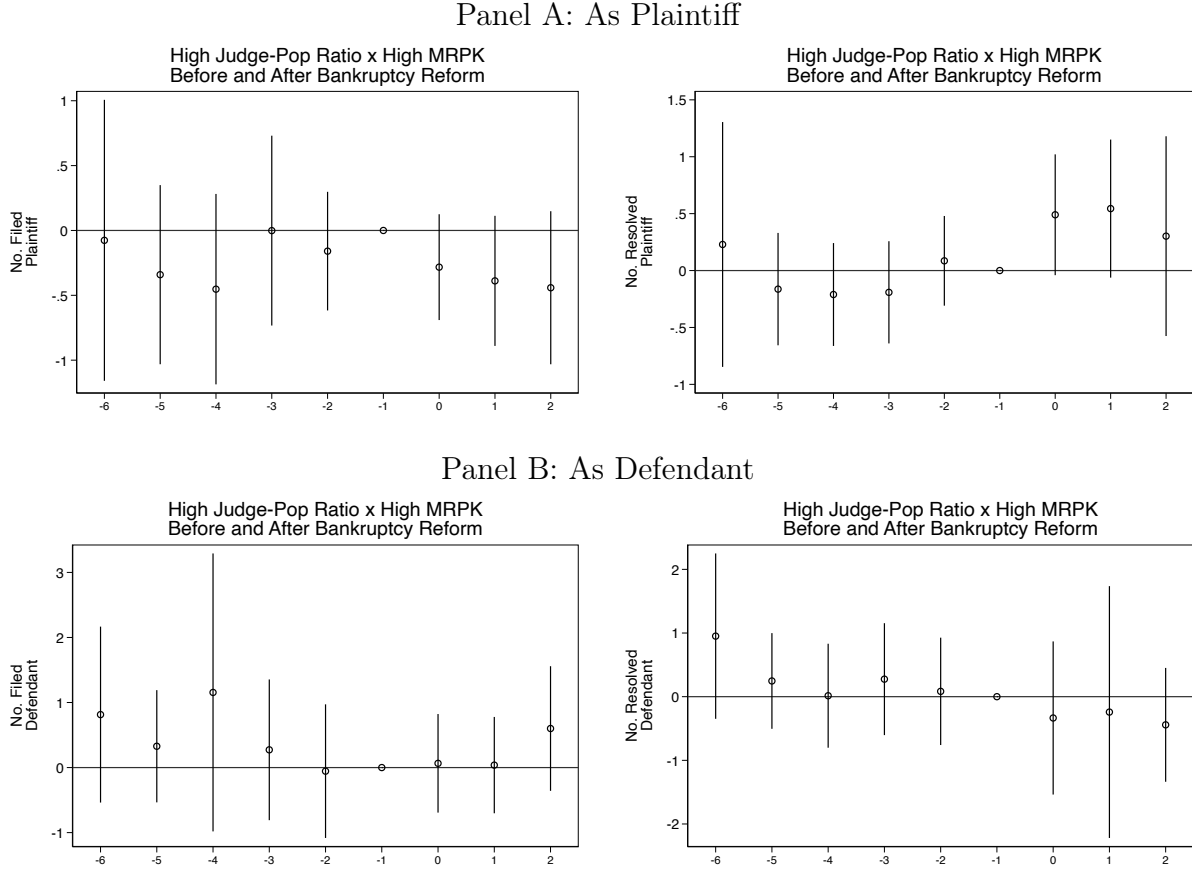 Panel A: As Plaintiff
High Judge-Pop Ratio x High MRPK
Before and After Bankruptcy Reform
No. Filed
Plaintiff
1
.5
0
-.5
-1
-6 -5 -4 -3 -2 -1 0 1 2
High Judge-Pop Ratio x High MRPK
Before and After Bankruptcy Reform
No. Resolved
Plaintiff
1.5
1
.5
0
-.5
-1
-6 -5 -4 -3 -2 -1 0 1 2
Panel B: As Defendant
High Judge-Pop Ratio x High MRPK
Before and After Bankruptcy Reform
No. Filed
Defendant
3
2
1
0
-1
-6 -5 -4 -3 -2 -1 0 1 2
High Judge-Pop Ratio x High MRPK
Before and After Bankruptcy Reform
No. Resolved
Defendant
2
1
0
-1
-2
-6 -5 -4 -3 -2 -1 0 1 2